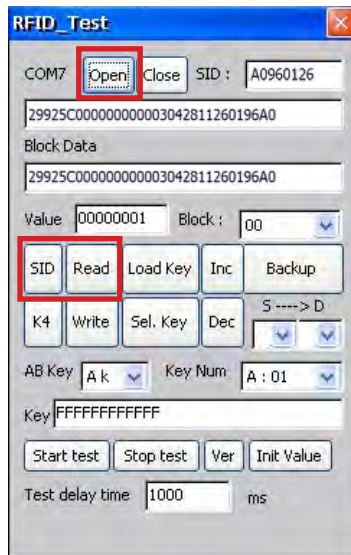 RFID_Test
COM7 Open Close SID : A0960126
29925C0000000000003042811260196A0
Block Data
29925C0000000000003042811260196A0
Value 00000001 Block : 00
SID Read Load Key Inc Backup
K4 Write Sel. Key Dec S ----> D
AB Key A k Key Num A : 01
Key FFFFFFFFFFFF
Start test Stop test Ver Init Value
Test delay time 1000 ms